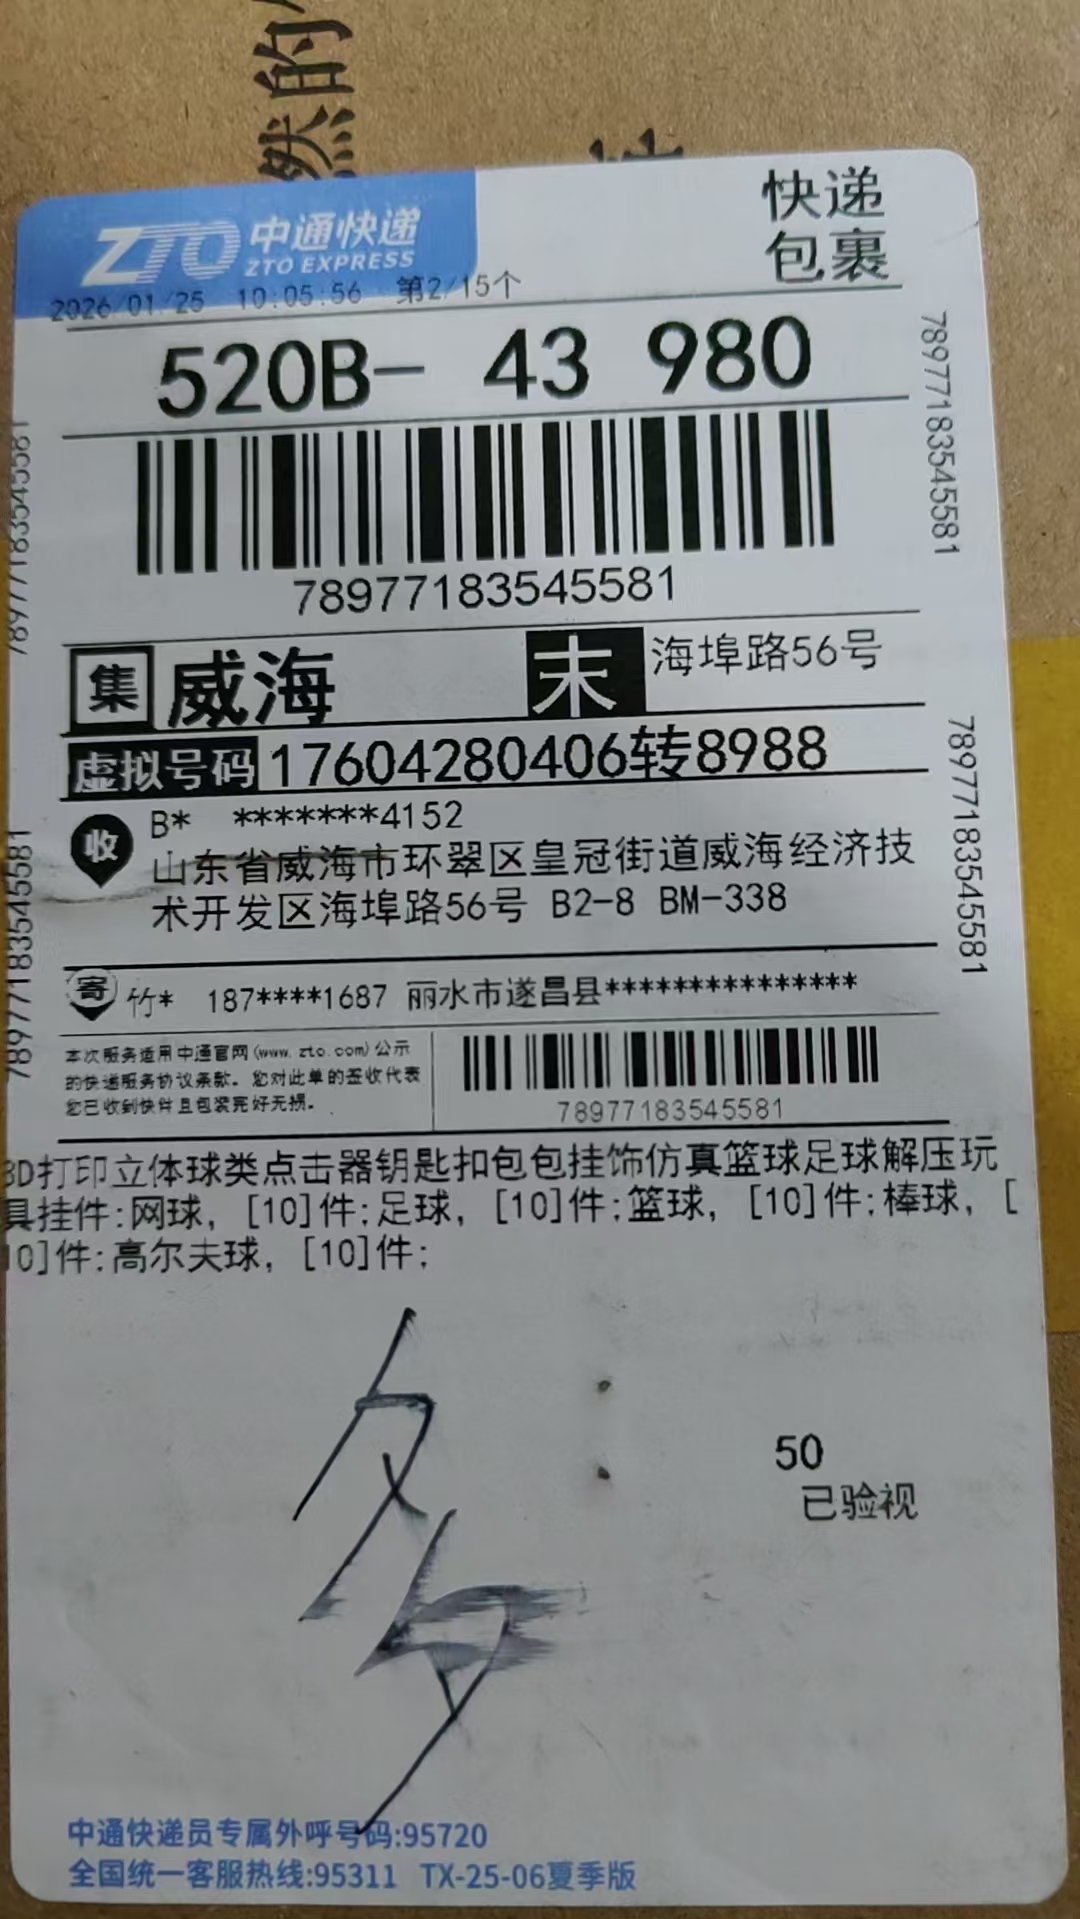 然的
ZTO中通快递
ZTO EXPRESS
快递
包裹
2026/01/25 10:05:56 第2/15个
520B- 43 980
78977183545581
78977183545581
78977183545581
集 威海 末 海埠路56号
虚拟号码 17604280406转8988
78977183545581
收 B* *******4152
山东省威海市环翠区皇冠街道威海经济技
术开发区海埠路56号 B2-8 BM-338
78977183545581
寄 竹* 187****1687 丽水市遂昌县***************
本次服务适用中通官网(www.zto.com)公示
的快递服务协议条款。您对此单的签收代表
您已收到快件且包装完好无损。
78977183545581
3D打印立体球类点击器钥匙扣包包挂饰仿真篮球足球解压玩
具挂件:网球, [10]件;足球, [10]件;篮球, [10]件;棒球, [
10]件;高尔夫球, [10]件;
多
50
已验视
中通快递员专属外呼号码:95720
全国统一客服热线:95311 TX-25-06夏季版